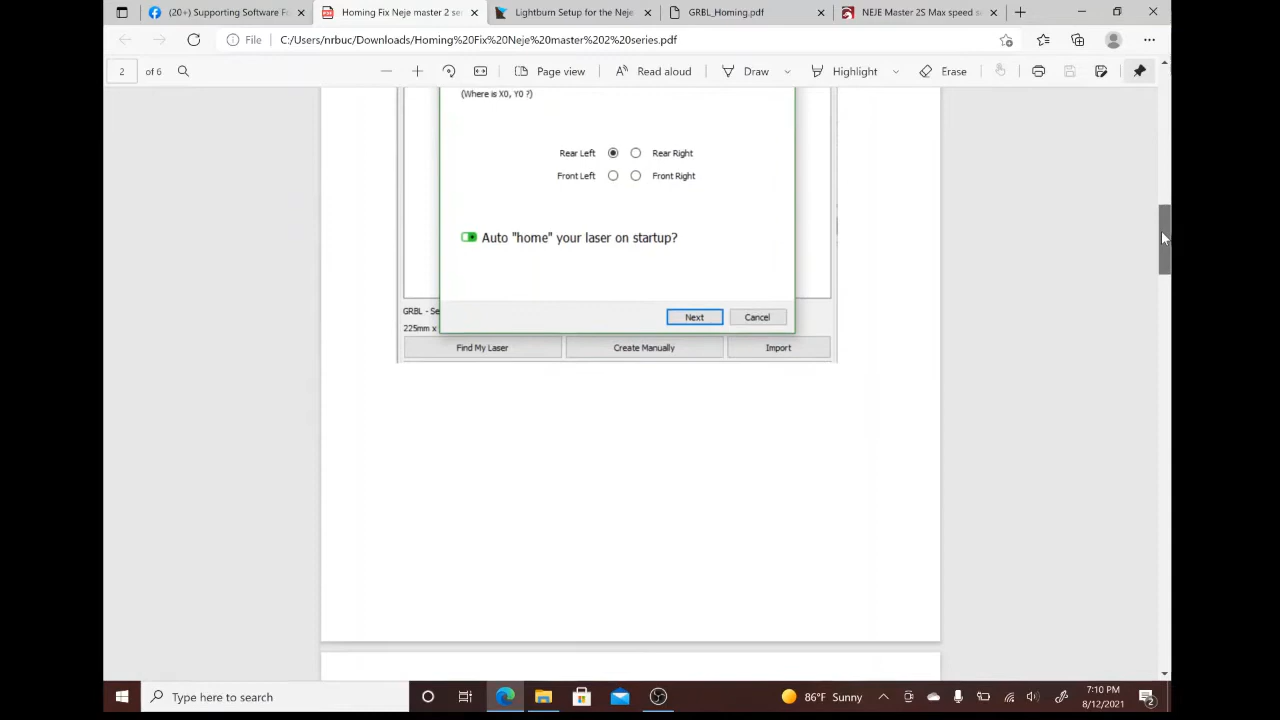 (20+) Supporting Software Fo
Homing Fix Neje master 2 se
Lightburn Setup for the Neje
GRBL_Homing.pdf
NEJE Master 2S Max speed s
File
C:/Users/nrbuc/Downloads/Homing%20Fix%20Neje%20master%202%20series.pdf
2 of 6
Page view
Read aloud
Draw
Highlight
Erase
(Where is X0, Y0 ?)
Rear Left
Rear Right
Front Left
Front Right
Auto "home" your laser on startup?
GRBL - Se
Next
Cancel
225mm x
Find My Laser
Create Manually
Import
Type here to search
86°F Sunny
7:10 PM
8/12/2021
2